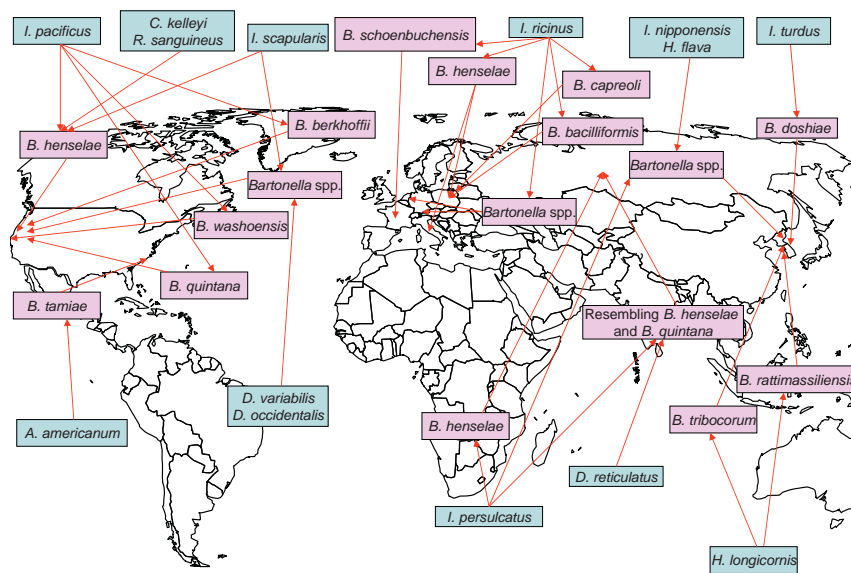 I. pacificus
C. kelleyi
R. sanguineus
I. scapularis
B. schoenbuchensis
I. ricinus
I. nipponensis
H. flava
I. turdus
B. henselae
B. capreoli
B. berkhoffii
B. bacilliformis
B. doshiae
B. henselae
Bartonella spp.
Bartonella spp.
B. washoensis
Bartonella spp.
B. quintana
B. tamiae
Resembling B. henselae
and B. quintana
D. variabilis
D. occidentalis
B. rattimassiliensis
B. tribocorum
A. americanum
B. henselae
D. reticulatus
I. persulcatus
H. longicornis